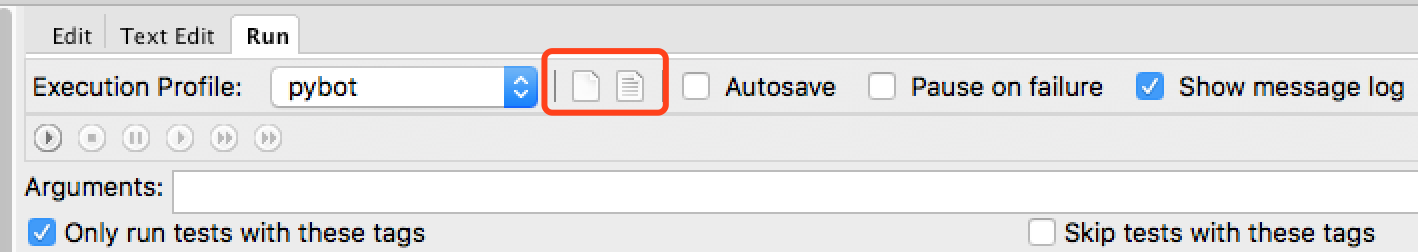 Edit Text Edit Run
Execution Profile: pybot Autosave Pause on failure Show message log
Arguments:
Only run tests with these tags Skip tests with these tags